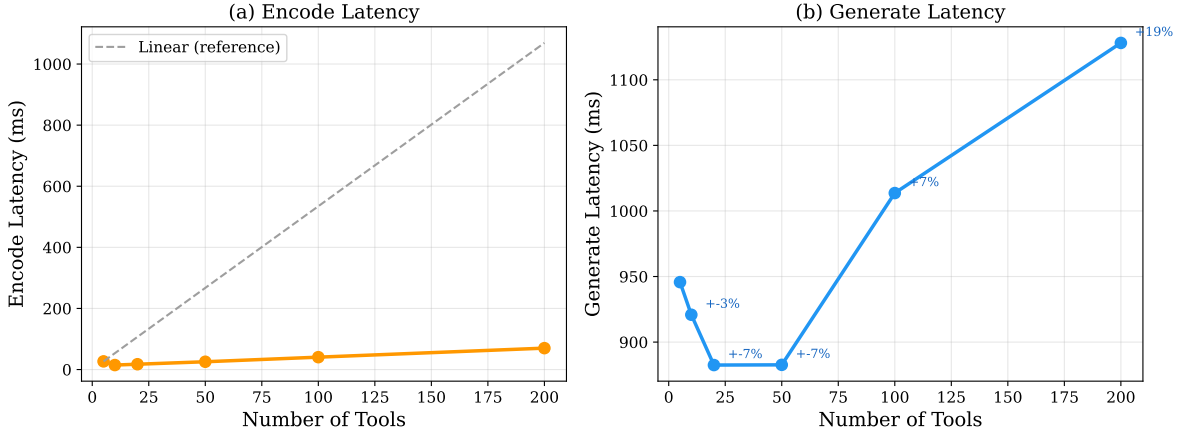 (a) Encode Latency
Linear (reference)
Encode Latency (ms)
1000
800
600
400
200
0
0 25 50 75 100 125 150 175 200
Number of Tools
(b) Generate Latency
Generate Latency (ms)
1100
1050
1000
950
900
+-3%
+-7%
+-7%
+7%
+19%
0 25 50 75 100 125 150 175 200
Number of Tools